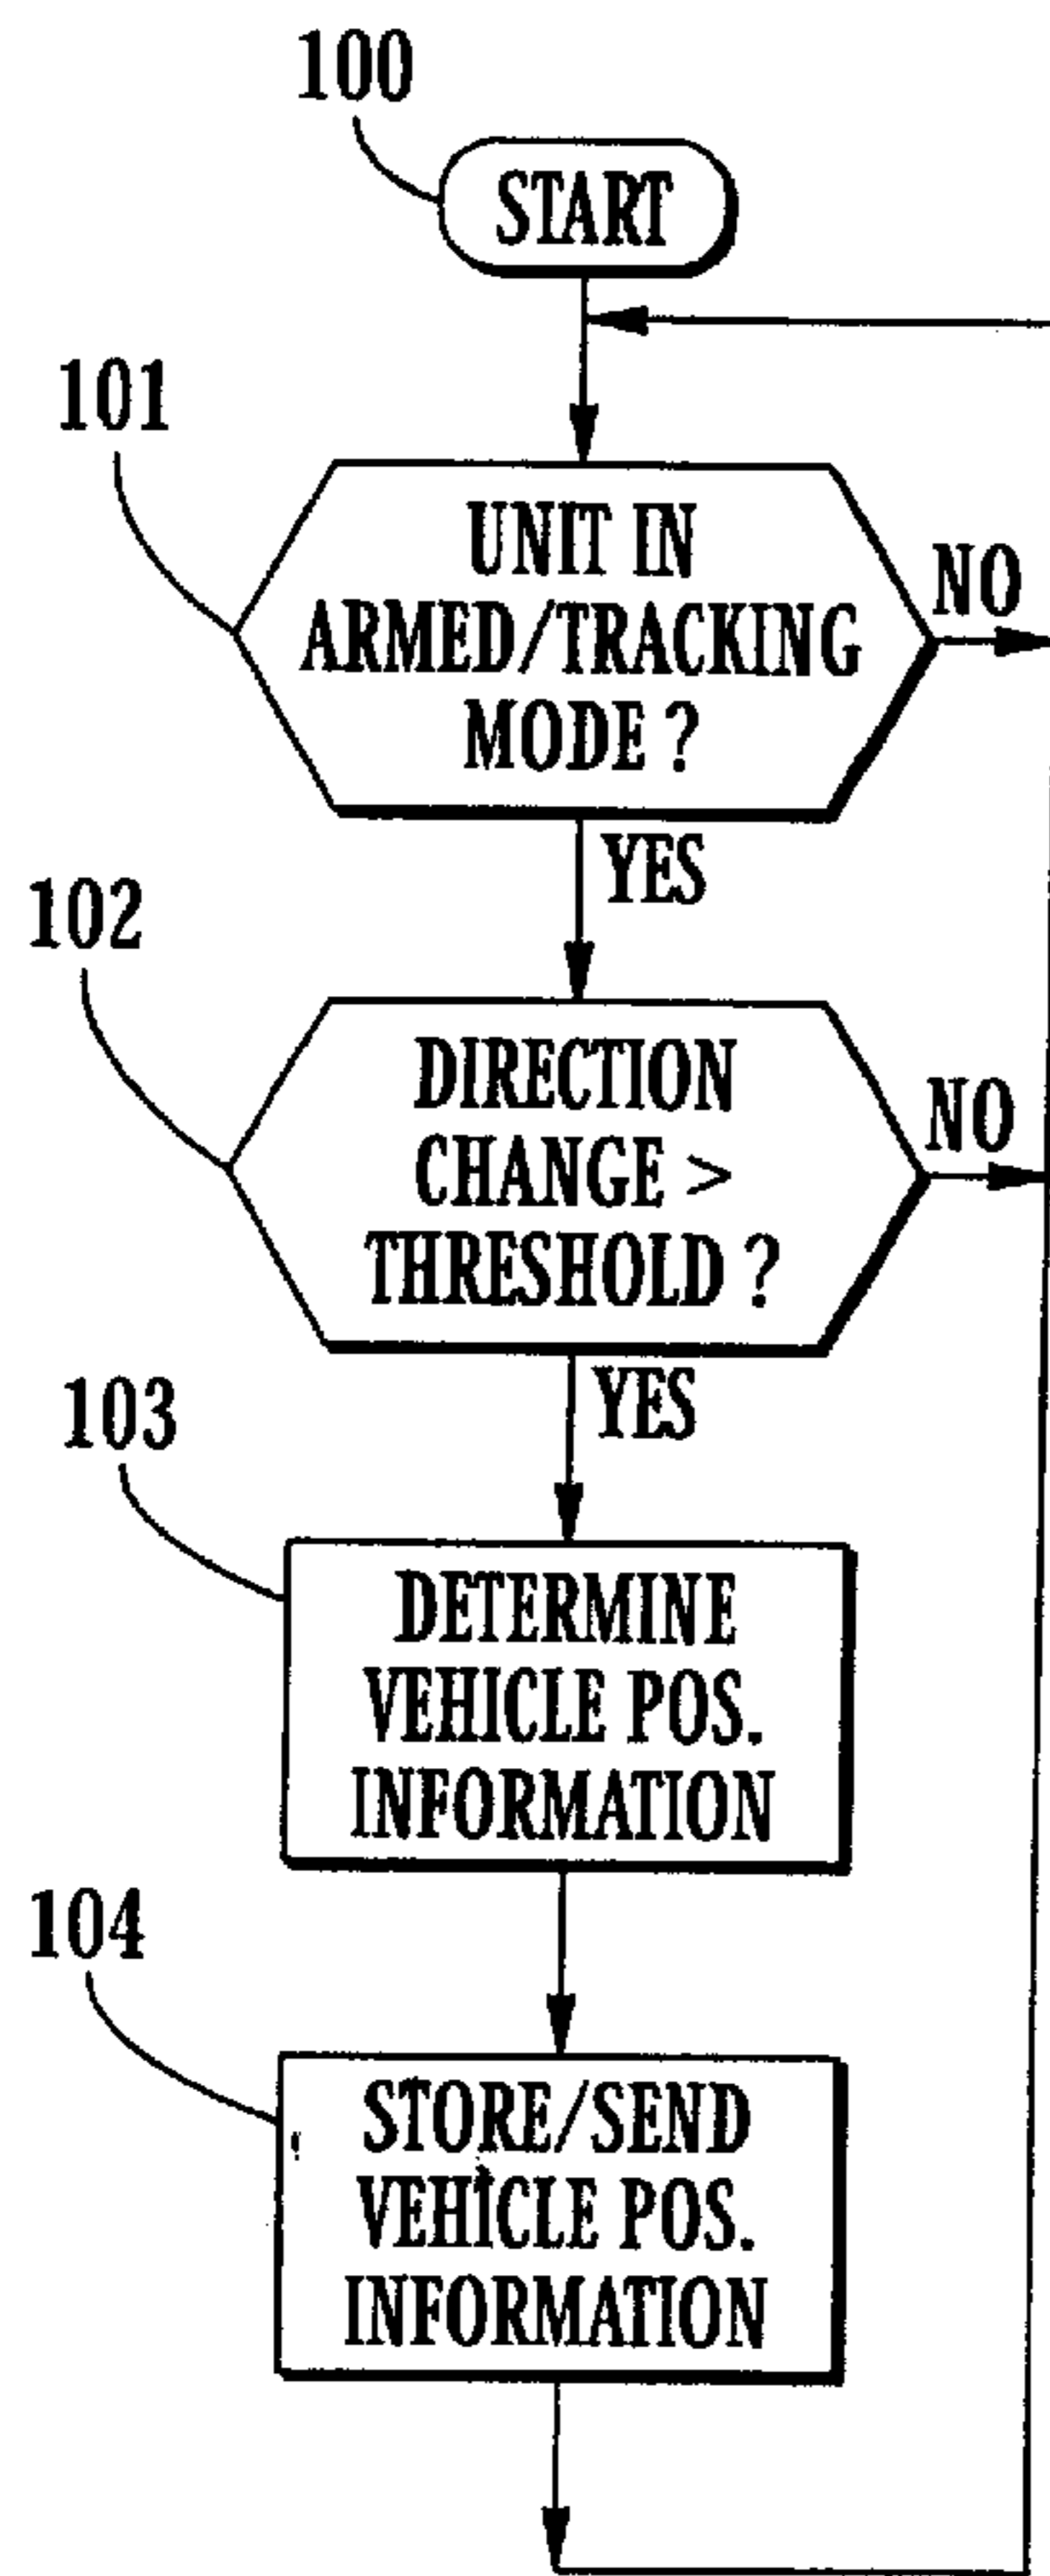 100
START
101
UNIT IN
ARMED/TRACKING
MODE ?
NO
YES
102
DIRECTION
CHANGE >
THRESHOLD ?
NO
YES
103
DETERMINE
VEHICLE POS.
INFORMATION
104
STORE/SEND
VEHICLE POS.
INFORMATION